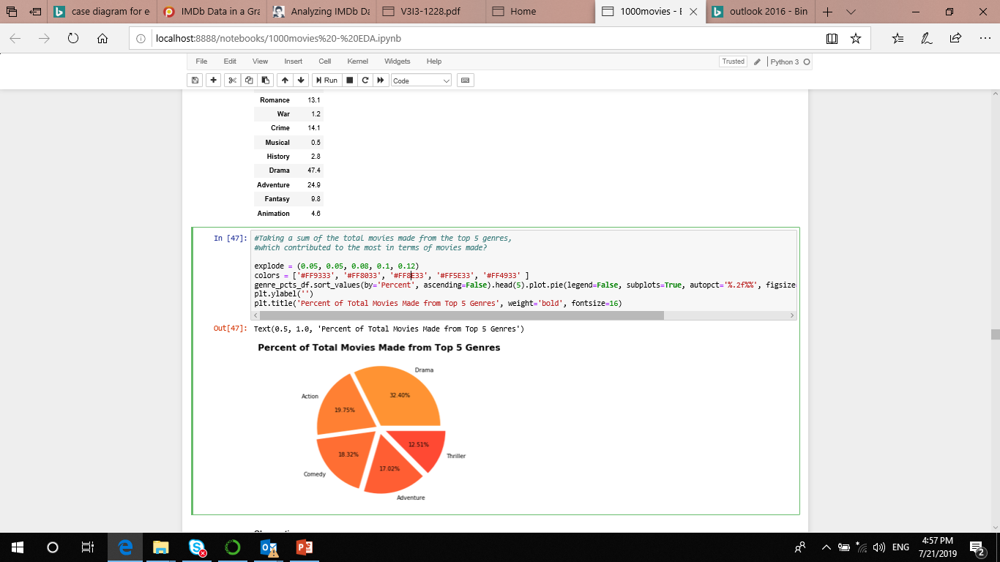 case diagram for e
IMDb Data in a Gra
Analyzing IMDb Da
V3I3-1228.pdf
Home
1000movies - E
outlook 2016 - Bin
localhost:8888/notebooks/1000movies%20-%20EDA.ipynb
File Edit View Insert Cell Kernel Widgets Help
Trusted
Python 3
Run
Code
Romance 13.1
War 1.2
Crime 14.1
Musical 0.5
History 2.8
Drama 47.4
Adventure 24.9
Fantasy 9.8
Animation 4.6
In [47]: #Taking a sum of the total movies made from the top 5 genres,
#which contributed to the most in terms of movies made?
explode = (0.05, 0.05, 0.08, 0.1, 0.12)
colors = ['#FF9333', '#FF8033', '#FF8E33', '#FF5E33', '#FF4933' ]
genre_pcts_df.sort_values(by='Percent', ascending=False).head(5).plot.pie(legend=False, subplots=True, autopct='%.2f%%', figsize
plt.ylabel('')
plt.title('Percent of Total Movies Made from Top 5 Genres', weight='bold', fontsize=16)
Out[47]: Text(0.5, 1.0, 'Percent of Total Movies Made from Top 5 Genres')
Percent of Total Movies Made from Top 5 Genres
Drama
32.40%
Action
19.75%
12.51%
Thriller
18.32%
Comedy
17.02%
Adventure
4:57 PM
ENG
7/21/2019
2